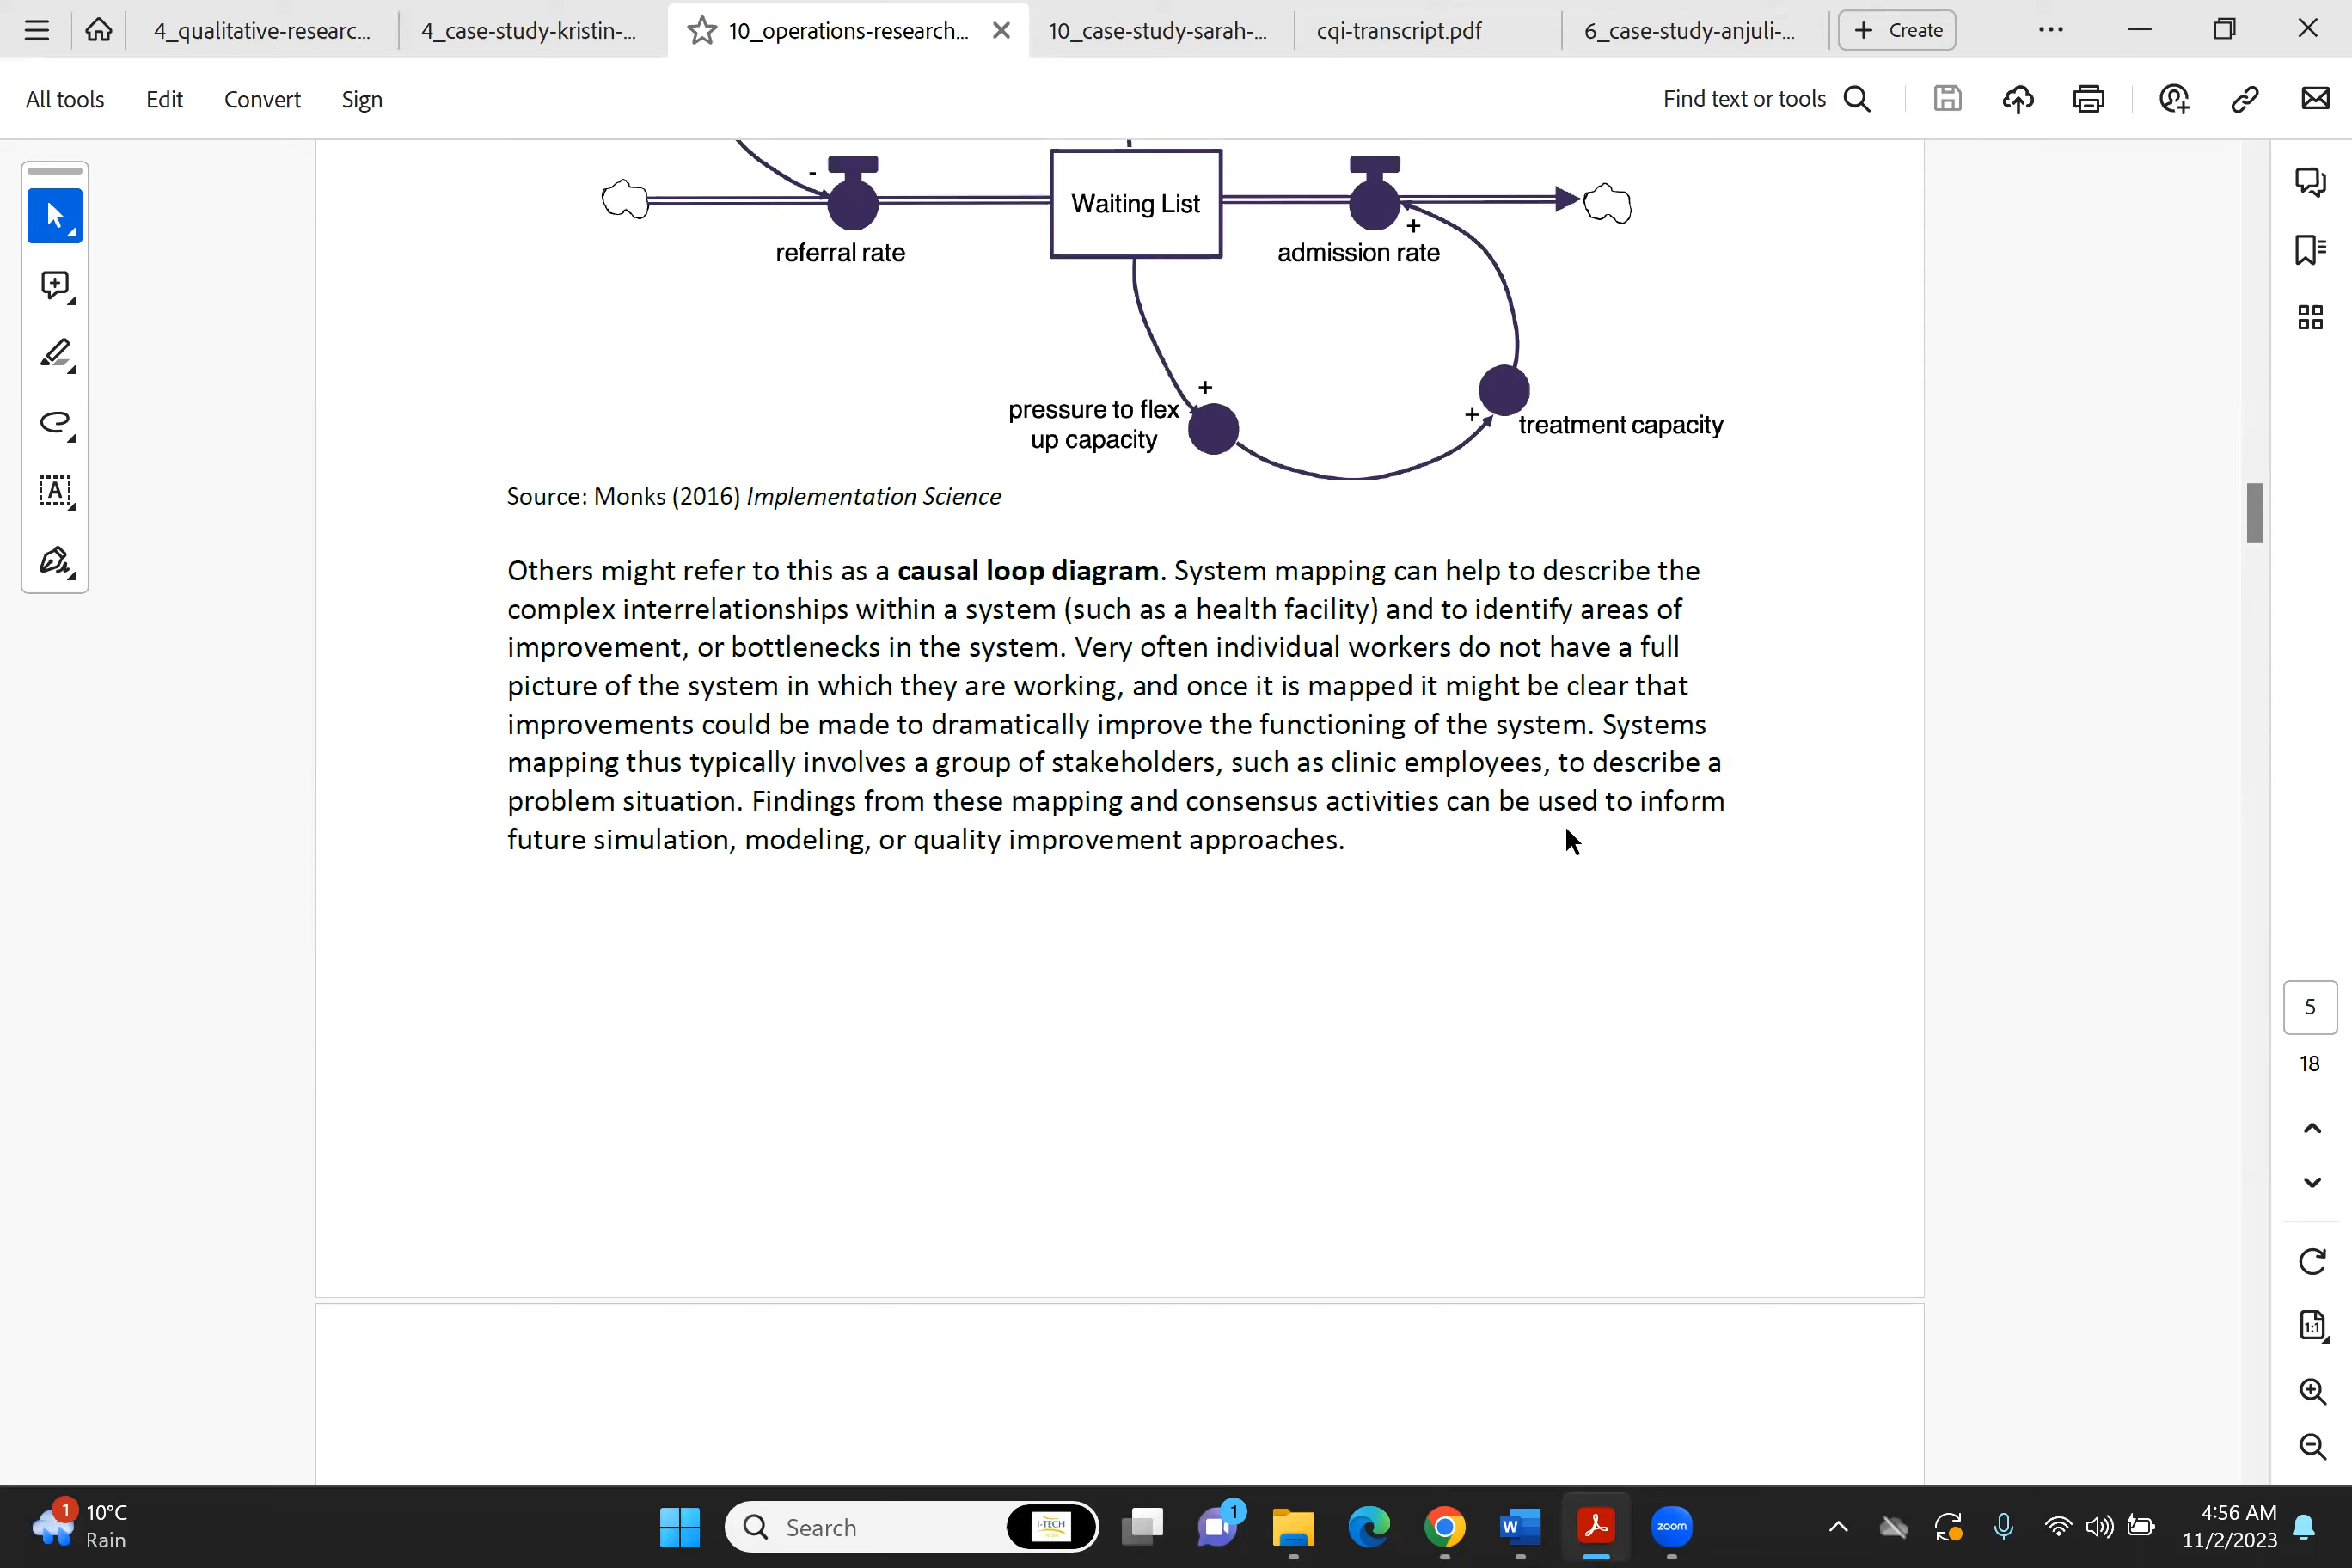 4_qualitative-researc...
4_case-study-kristin-...
10_operations-research...
10_case-study-sarah-...
cqi-transcript.pdf
6_case-study-anjuli-...
+ Create
All tools
Edit
Convert
Sign
Find text or tools
-
Waiting List
+
referral rate
admission rate
+
pressure to flex
up capacity
+
treatment capacity
Source: Monks (2016) Implementation Science
Others might refer to this as a causal loop diagram. System mapping can help to describe the
complex interrelationships within a system (such as a health facility) and to identify areas of
improvement, or bottlenecks in the system. Very often individual workers do not have a full
picture of the system in which they are working, and once it is mapped it might be clear that
improvements could be made to dramatically improve the functioning of the system. Systems
mapping thus typically involves a group of stakeholders, such as clinic employees, to describe a
problem situation. Findings from these mapping and consensus activities can be used to inform
future simulation, modeling, or quality improvement approaches.
5
18
1:1
1
10°C
Rain
Search
I-TECH
1
W
zoom
4:56 AM
11/2/2023